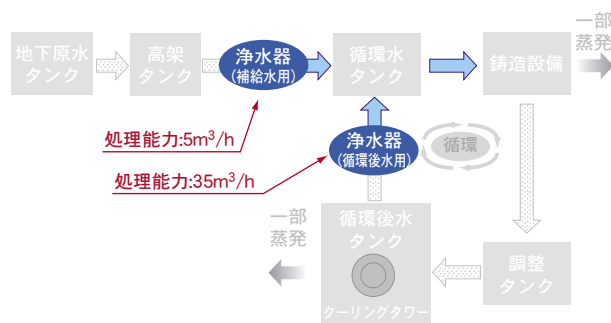 地下原水
タンク
高架
タンク
浄水器
(補給水用)
循環水
タンク
鋳造設備
一部
蒸発
処理能力:5m³/h
浄水器
(循環後水用)
循環
処理能力:35m³/h
一部
蒸発
循環後水
タンク
クーリングタワー
調整
タンク